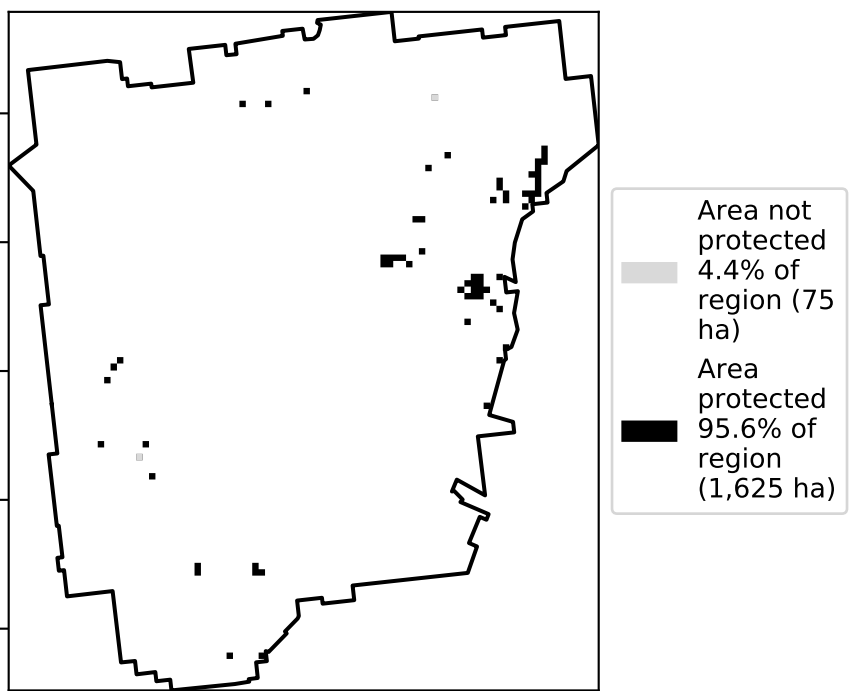 Area not
protected
4.4% of
region (75
ha)
Area
protected
95.6% of
region
(1,625 ha)